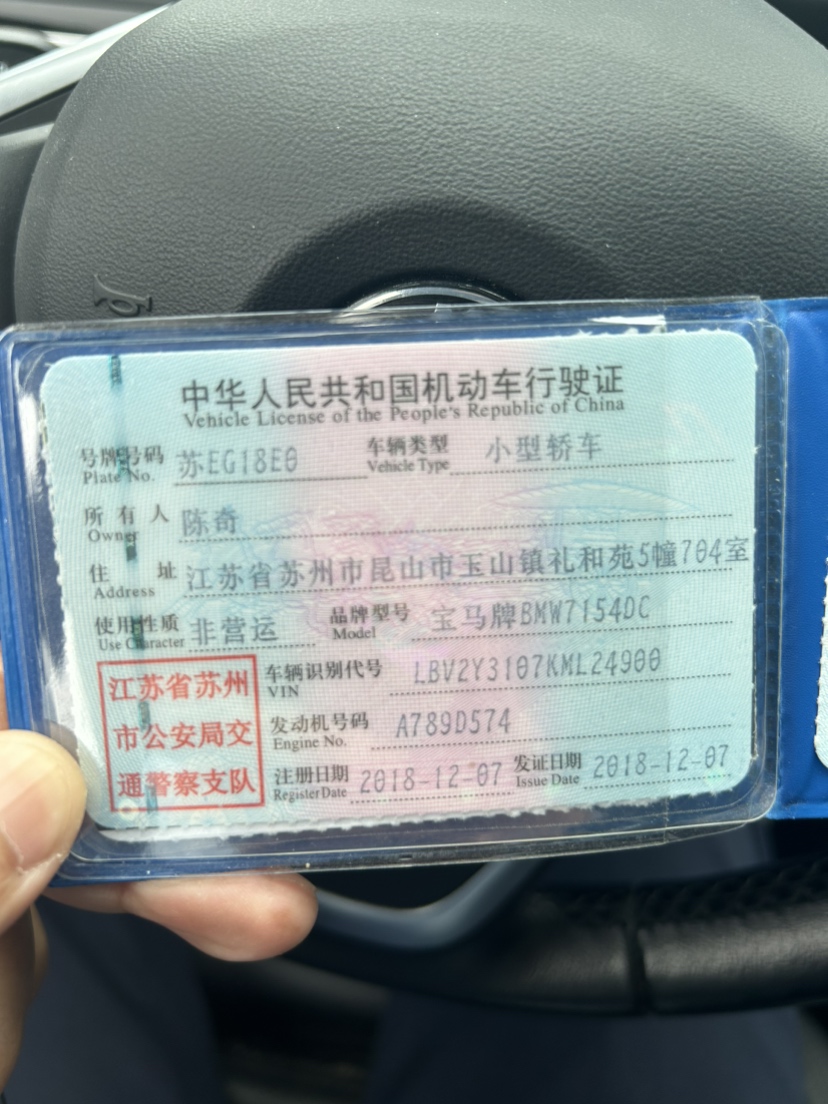 中华人民共和国机动车行驶证
Vehicle License of the People's Republic of China
号牌号码 苏EG18E0 车辆类型 小型轿车
Plate No. Vehicle Type
所有人 陈奇
Owner
住址 江苏省苏州市昆山市玉山镇礼和苑5幢704室
Address
使用性质 非营运 品牌型号 宝马牌BMW7154DC
Use Character Model
江苏省苏州
市公安局交
通警察支队
车辆识别代号 LBV2Y3107KML24900
VIN
发动机号码 A789D574
Engine No.
注册日期 2018-12-07 发证日期 2018-12-07
Register Date Issue Date